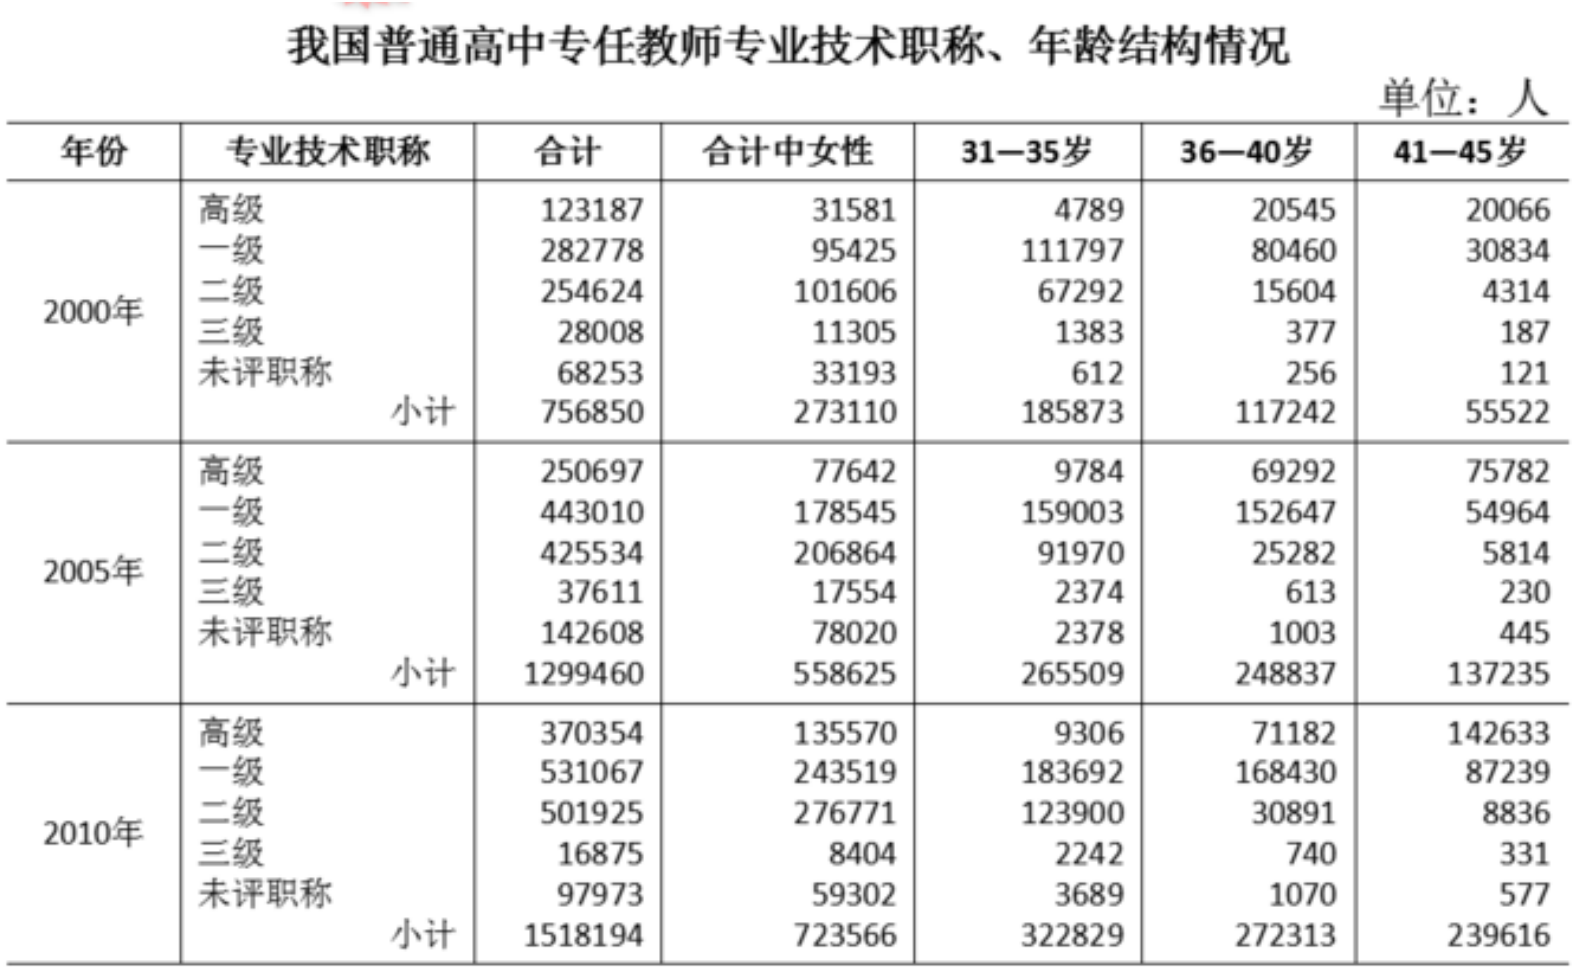 我国普通高中专任教师专业技术职称、年龄结构情况
单位：人
年份 专业技术职称 合计 合计中女性 31—35岁 36—40岁 41—45岁
高级 123187 31581 4789 20545 20066
一级 282778 95425 111797 80460 30834
二级 254624 101606 67292 15604 4314
2000年
三级 28008 11305 1383 377 187
未评职称 68253 33193 612 256 121
小计 756850 273110 185873 117242 55522
高级 250697 77642 9784 69292 75782
一级 443010 178545 159003 152647 54964
二级 425534 206864 91970 25282 5814
2005年
三级 37611 17554 2374 613 230
未评职称 142608 78020 2378 1003 445
小计 1299460 558625 265509 248837 137235
高级 370354 135570 9306 71182 142633
一级 531067 243519 183692 168430 87239
二级 501925 276771 123900 30891 8836
2010年
三级 16875 8404 2242 740 331
未评职称 97973 59302 3689 1070 577
小计 1518194 723566 322829 272313 239616